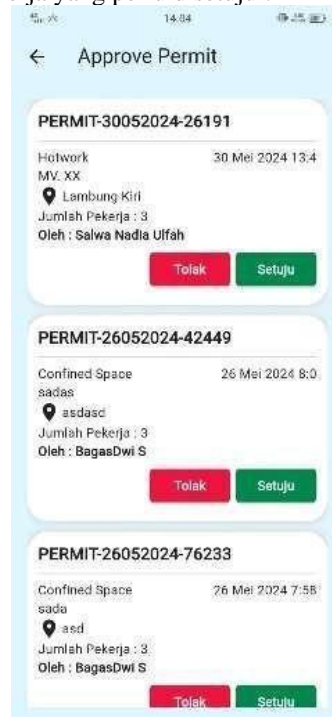 14.04
← Approve Permit
PERMIT-30052024-26191
Hotwork 30 Mei 2024 13:4
MV. XX
Lambung Kiri
Jumlah Pekerja : 3
Oleh : Salwa Nadia Ulfah
Tolak Setuju
PERMIT-26052024-42449
Confined Space 26 Mei 2024 8:0
sadas
asdasd
Jumlah Pekerja : 3
Oleh : BagasDwi S
Tolak Setuju
PERMIT-26052024-76233
Confined Space 26 Mei 2024 7:58
sada
asd
Jumlah Pekerja : 3
Oleh : BagasDwi S
Tolak Setuju